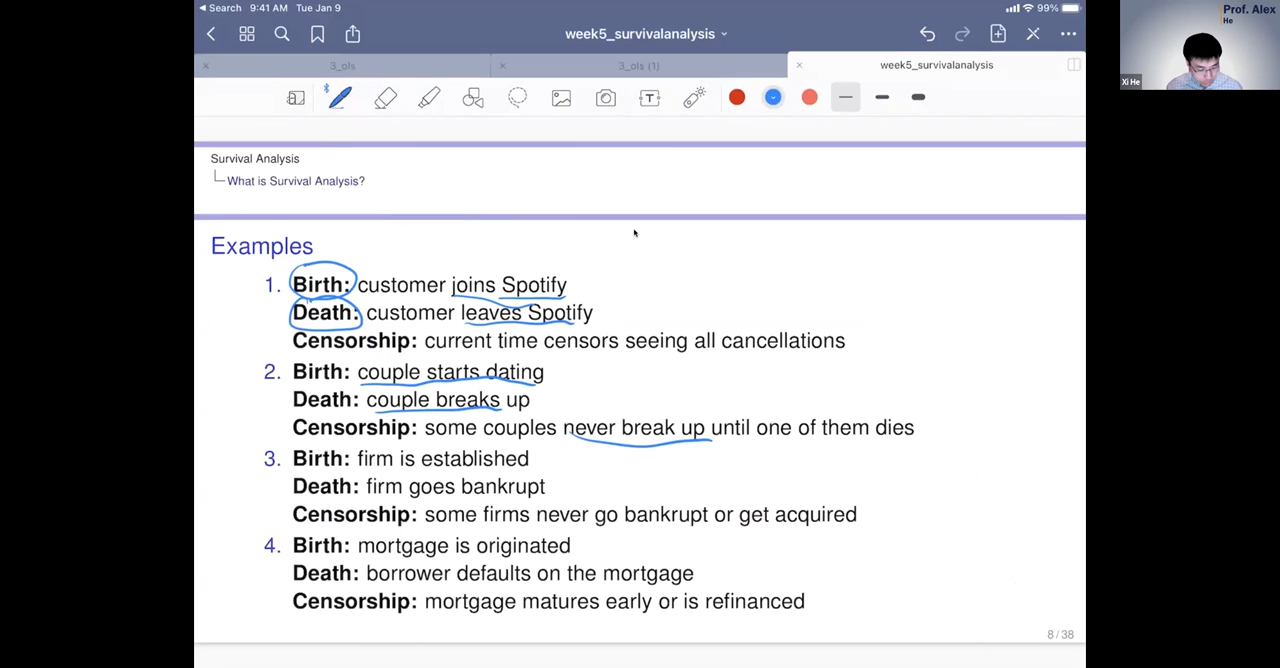 Search 9:41 AM Tue Jan 9 99%
Prof. Alex
He
week5_survivalanalysis
3_ols 3_ols (1) week5_survivalanalysis
Xi He
Survival Analysis
What is Survival Analysis?
Examples
1. Birth: customer joins Spotify
Death: customer leaves Spotify
Censorship: current time censors seeing all cancellations
2. Birth: couple starts dating
Death: couple breaks up
Censorship: some couples never break up until one of them dies
3. Birth: firm is established
Death: firm goes bankrupt
Censorship: some firms never go bankrupt or get acquired
4. Birth: mortgage is originated
Death: borrower defaults on the mortgage
Censorship: mortgage matures early or is refinanced
8 / 38